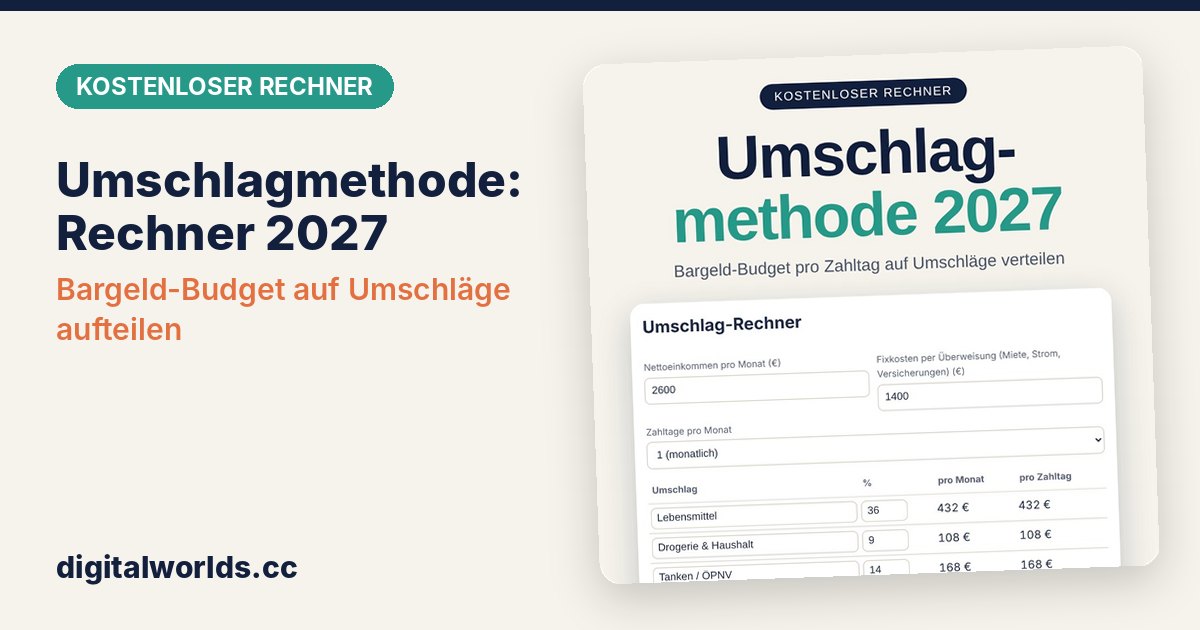 KOSTENLOSER RECHNER
Umschlagmethode:
Rechner 2027
Bargeld-Budget auf Umschläge
aufteilen
digitalworlds.cc
KOSTENLOSER RECHNER
Umschlag-
methode 2027
Bargeld-Budget pro Zahltag auf Umschläge verteilen
Umschlag-Rechner
Nettoeinkommen pro Monat (€)
2600
Fixkosten per Überweisung (Miete, Strom,
Versicherungen) (€)
1400
Zahltage pro Monat
1 (monatlich)
Umschlag % pro Monat pro Zahltag
Lebensmittel 36 432 € 432 €
Drogerie & Haushalt 9 108 € 108 €
Tanken / ÖPNV 14 168 € 168 €